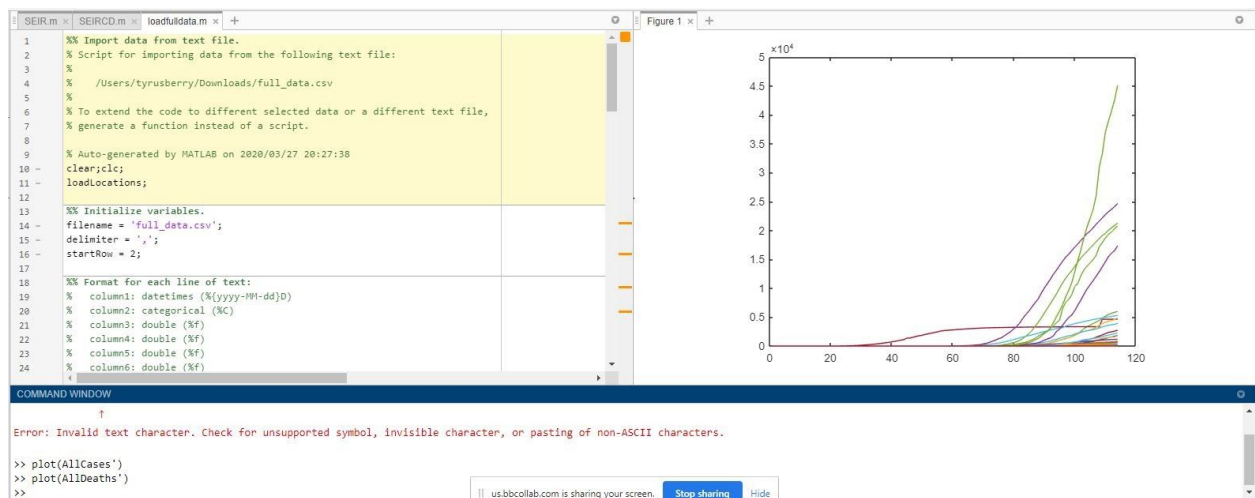 SEIR.m × SEIRCD.m × loadfulldata.m × +
1 %% Import data from text file.
2 % Script for importing data from the following text file:
3 %
4 % /Users/tyrusberry/Downloads/full_data.csv
5 %
6 % To extend the code to different selected data or a different text file,
7 % generate a function instead of a script.
8
9 % Auto-generated by MATLAB on 2020/03/27 20:27:38
10 - clear;clc;
11 - loadLocations;
12
13 %% Initialize variables.
14 - filename = 'full_data.csv';
15 - delimiter = ',';
16 - startRow = 2;
17
18 %% Format for each line of text:
19 % column1: datetimes (%{yyyy-MM-dd}D)
20 % column2: categorical (%C)
21 % column3: double (%f)
22 % column4: double (%f)
23 % column5: double (%f)
24 % column6: double (%f)
Figure 1 × +
×10⁴
5
4.5
4
3.5
3
2.5
2
1.5
1
0.5
0
0 20 40 60 80 100 120
COMMAND WINDOW
↑
Error: Invalid text character. Check for unsupported symbol, invisible character, or pasting of non-ASCII characters.
>> plot(AllCases')
>> plot(AllDeaths')
>>
us.bbcollab.com is sharing your screen. Stop sharing Hide